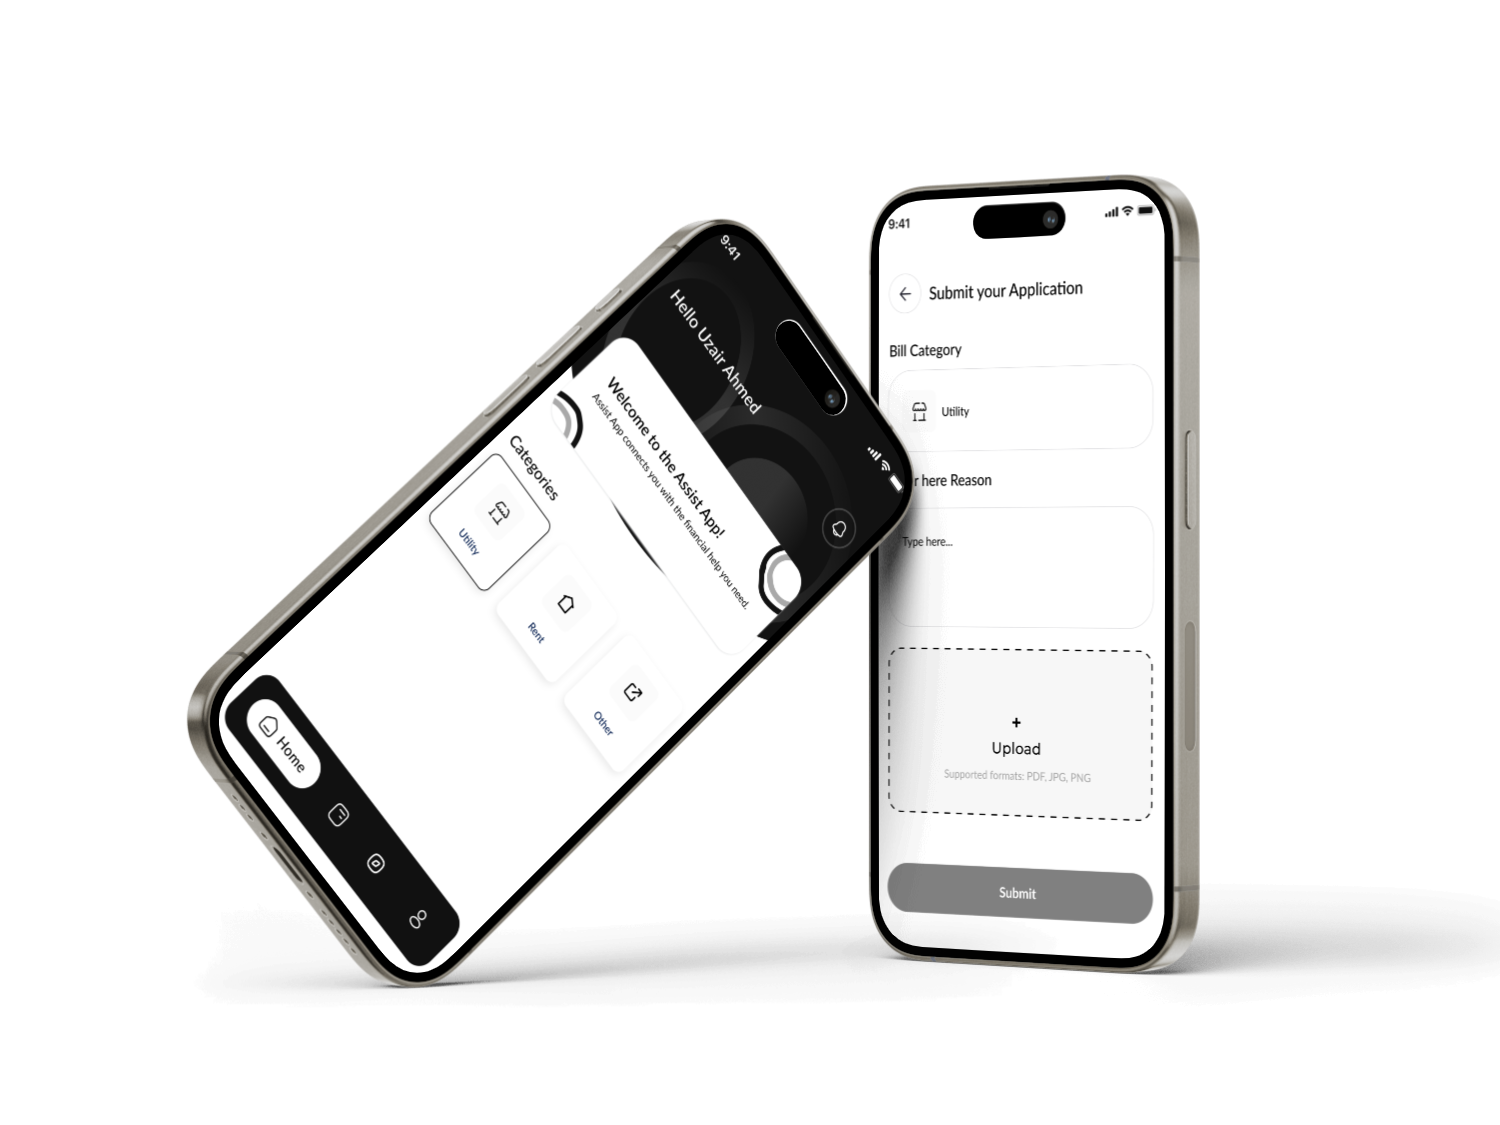 9:41
Hello Uzair Ahmed
Welcome to the Assist App!
Assist App connects you with the financial help you need.
Categories
Utility
Rent
Other
Home
9:41
Submit your Application
Bill Category
Utility
r here Reason
Type here...
+
Upload
Supported formats: PDF, JPG, PNG
Submit